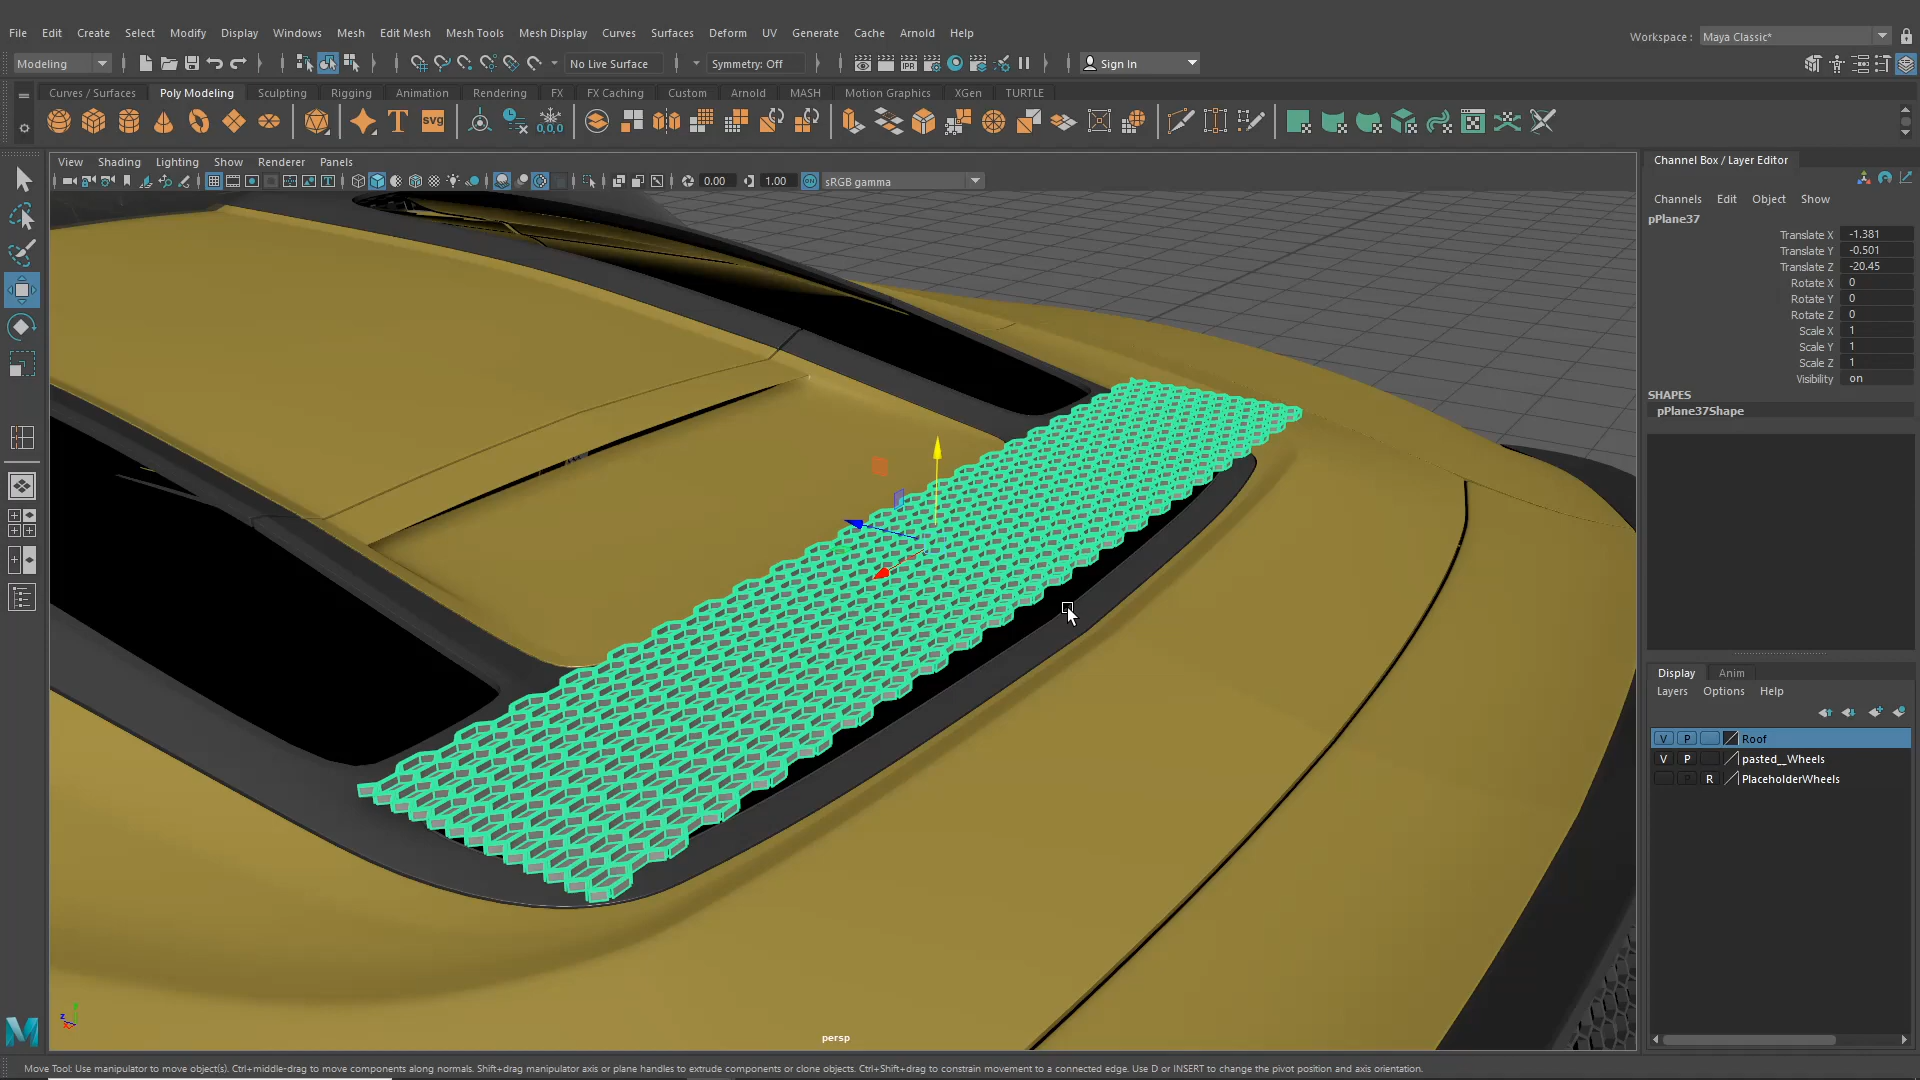 File Edit Create Select Modify Display Windows Mesh Edit Mesh Mesh Tools Mesh Display Curves Surfaces Deform UV Generate Cache Arnold Help
Workspace : Maya Classic*
Modeling No Live Surface Symmetry: Off Sign In
Curves / Surfaces Poly Modeling Sculpting Rigging Animation Rendering FX FX Caching Custom Arnold MASH Motion Graphics XGen TURTLE
T svg 0,0,0
View Shading Lighting Show Renderer Panels
0.00 1.00 ON sRGB gamma
Channel Box / Layer Editor
Channels Edit Object Show
pPlane37
Translate X -1.381
Translate Y -0.501
Translate Z -20.45
Rotate X 0
Rotate Y 0
Rotate Z 0
Scale X 1
Scale Y 1
Scale Z 1
Visibility on
SHAPES
pPlane37Shape
Display Anim
Layers Options Help
V P Roof
V P pasted__Wheels
P R PlaceholderWheels
persp
Move Tool: Use manipulator to move object(s). Ctrl+middle-drag to move components along normals. Shift+drag manipulator axis or plane handles to extrude components or clone objects. Ctrl+Shift+drag to constrain movement to a connected edge. Use D or INSERT to change the pivot position and axis orientation.